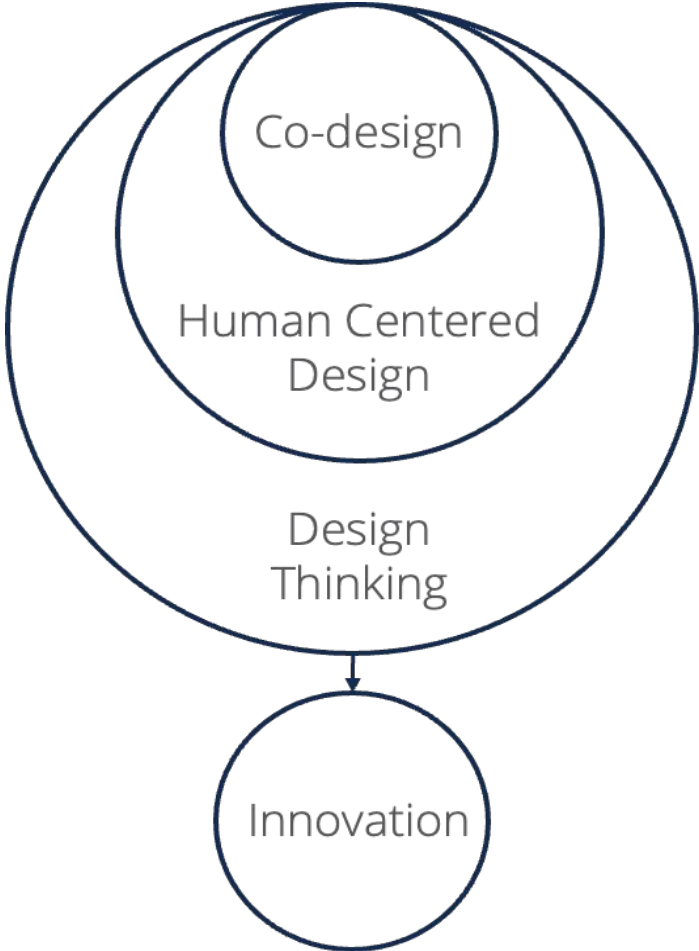 Co-design
Human Centered
Design
Design
Thinking
Innovation